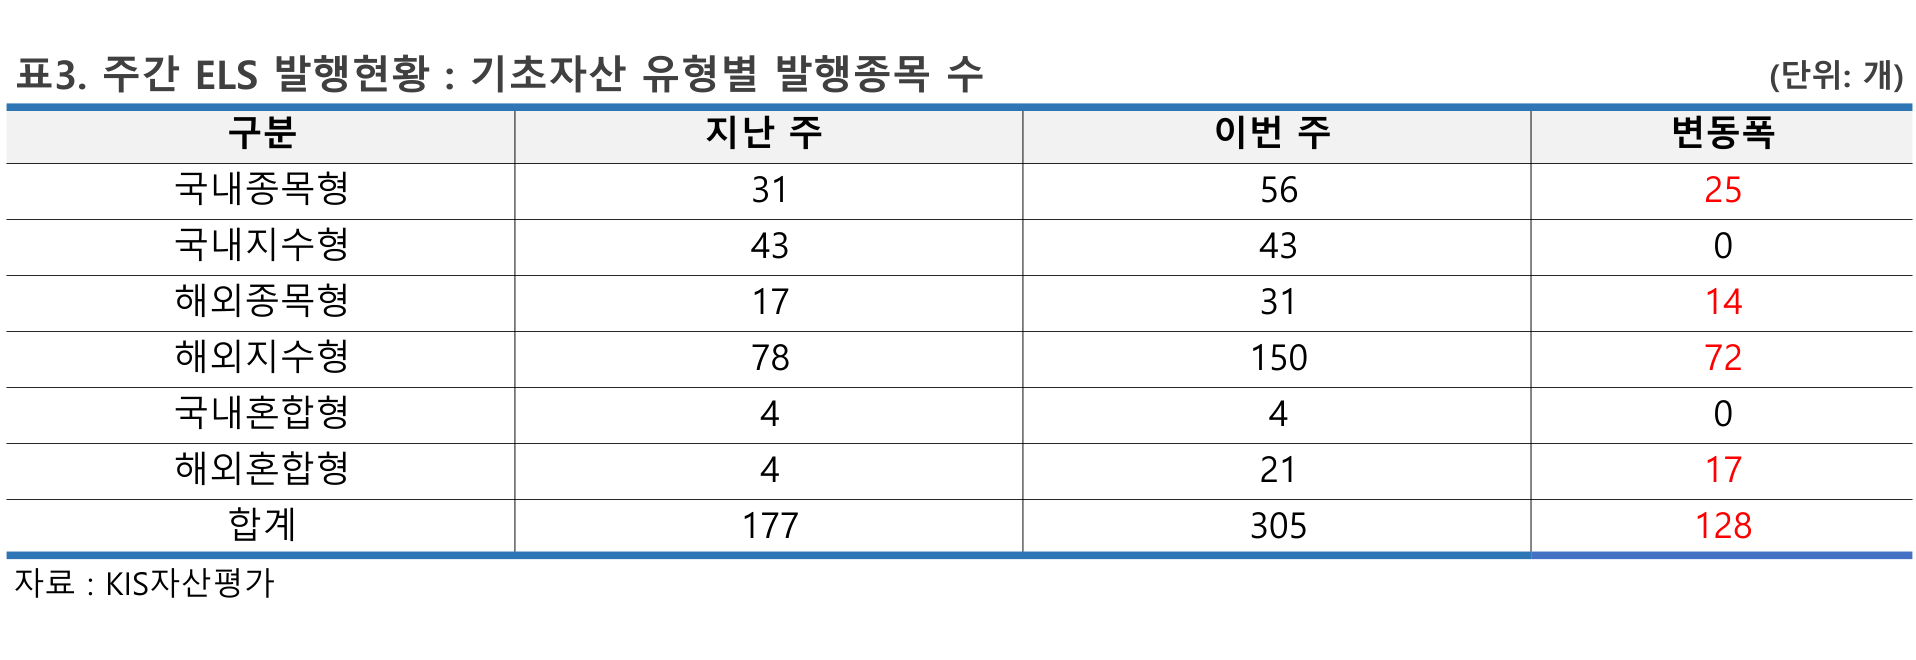 표3. 주간 ELS 발행현황 : 기초자산 유형별 발행종목 수 (단위: 개)
구분 지난 주 이번 주 변동폭
국내종목형 31 56 25
국내지수형 43 43 0
해외종목형 17 31 14
해외지수형 78 150 72
국내혼합형 4 4 0
해외혼합형 4 21 17
합계 177 305 128
자료 : KIS자산평가